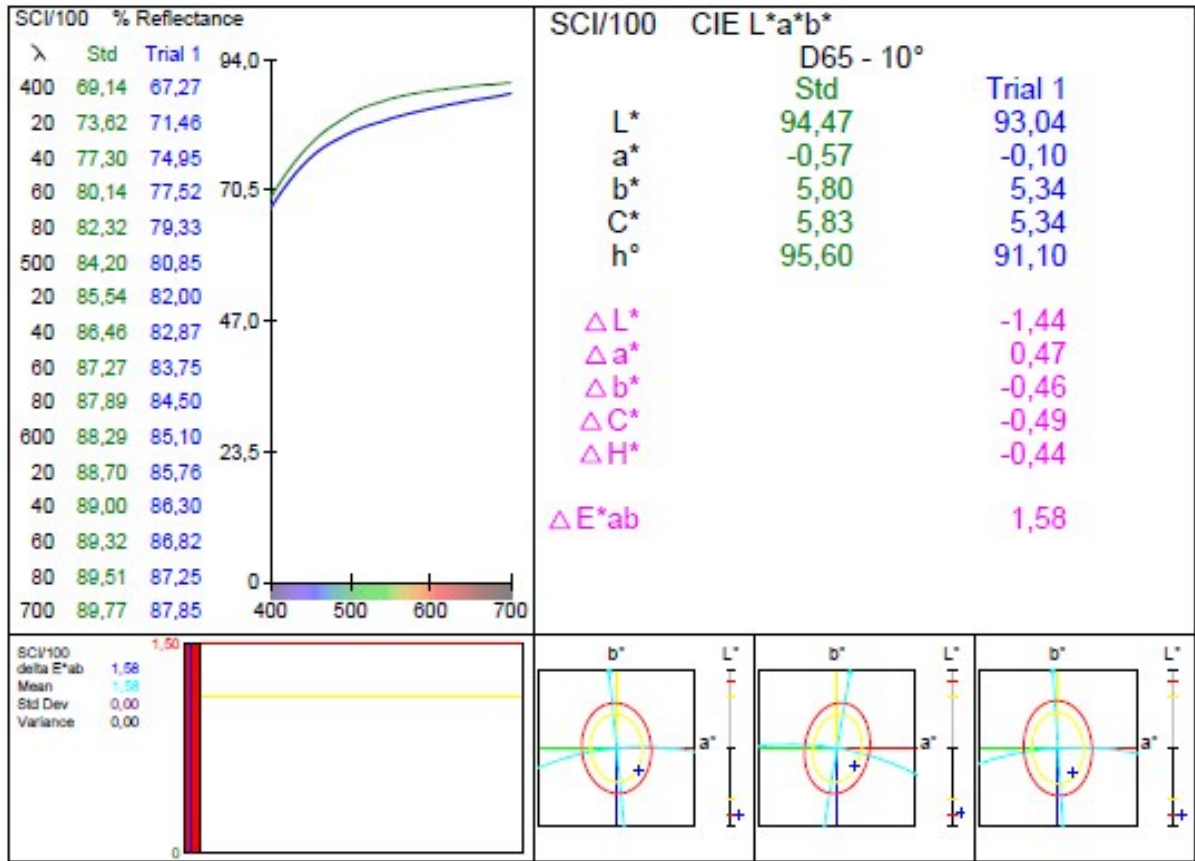 SCI/100 % Reflectance
λ Std Trial 1
400 69,14 67,27
20 73,62 71,46
40 77,30 74,95
60 80,14 77,52
80 82,32 79,33
500 84,20 80,85
20 85,54 82,00
40 86,46 82,87
60 87,27 83,75
80 87,89 84,50
600 88,29 85,10
20 88,70 85,76
40 89,00 86,30
60 89,32 86,82
80 89,51 87,25
700 89,77 87,85
94,0
70,5
47,0
23,5
0
400 500 600 700
SCI/100 CIE L*a*b*
D65 - 10°
Std Trial 1
L* 94,47 93,04
a* -0,57 -0,10
b* 5,80 5,34
C* 5,83 5,34
h° 95,60 91,10
△ L* -1,44
△ a* 0,47
△ b* -0,46
△ C* -0,49
△ H* -0,44
△ E*ab 1,58
SCI/100
delta E*ab 1,58
Mean 1,58
Std Dev 0,00
Variance 0,00
1,50
0
b* L*
a*
b* L*
a*
b* L*
a*